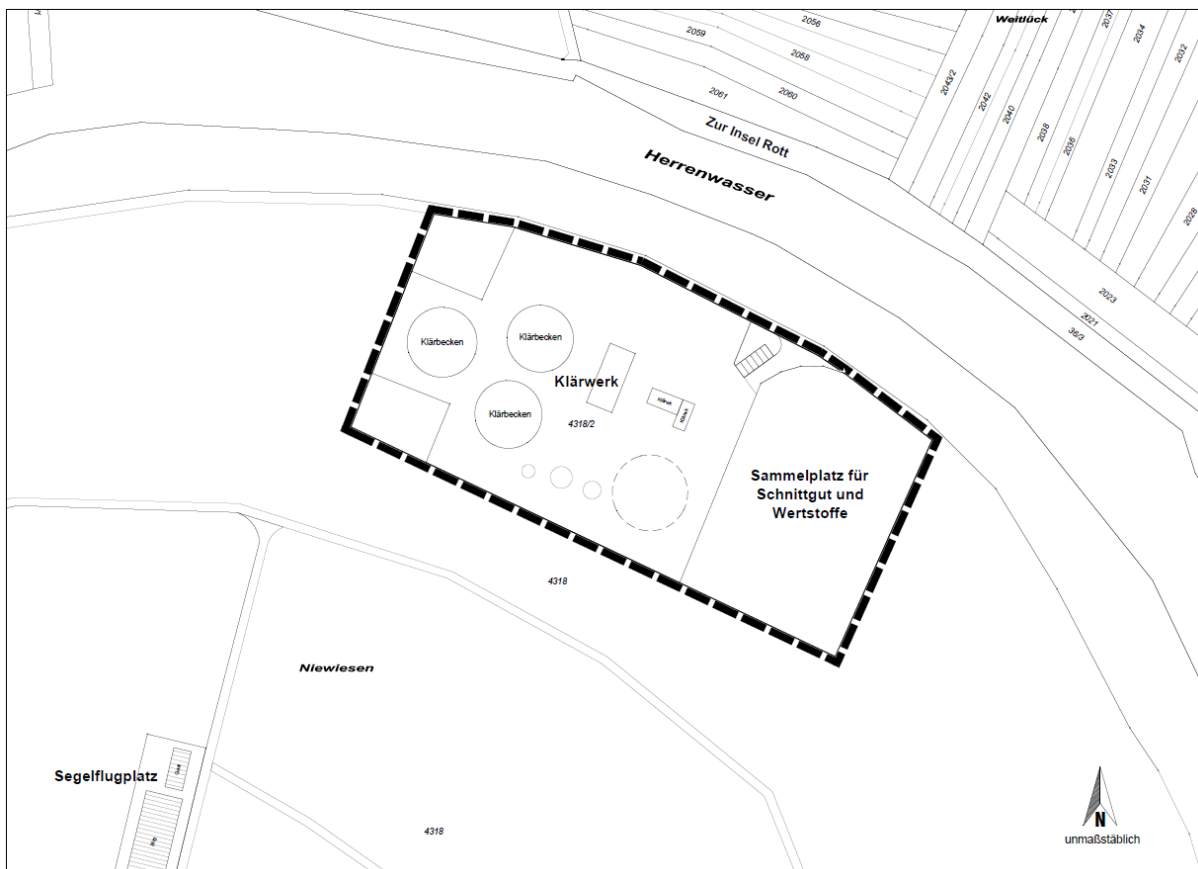 Weitlück
2056
2059
2058
2061
2060
2043/2
2042
2040
2038
2036
2037
2034
2033
2032
2031
2028
2023
2021
36/3
Zur Insel Rott
Herrenwasser
Klärbecken
Klärbecken
Klärbecken
Klärwerk
4318/2
Sammelplatz für
Schnittgut und
Wertstoffe
4318
Niewiesen
Segelflugplatz
4318
N
unmaßstäblich